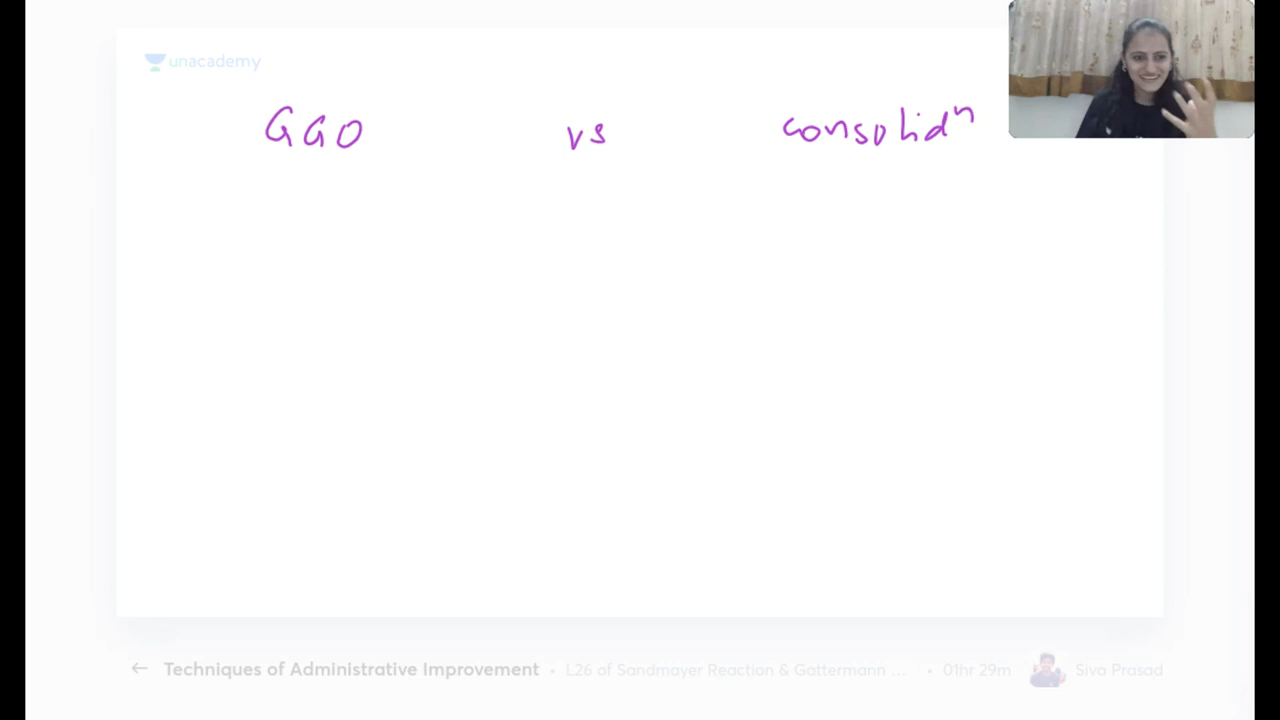 unacademy
GGO vs consolidⁿ
Techniques of Administrative Improvement • L26 of Sandmayer Reaction & Gattermann ... • 01hr 29m Siva Prasad